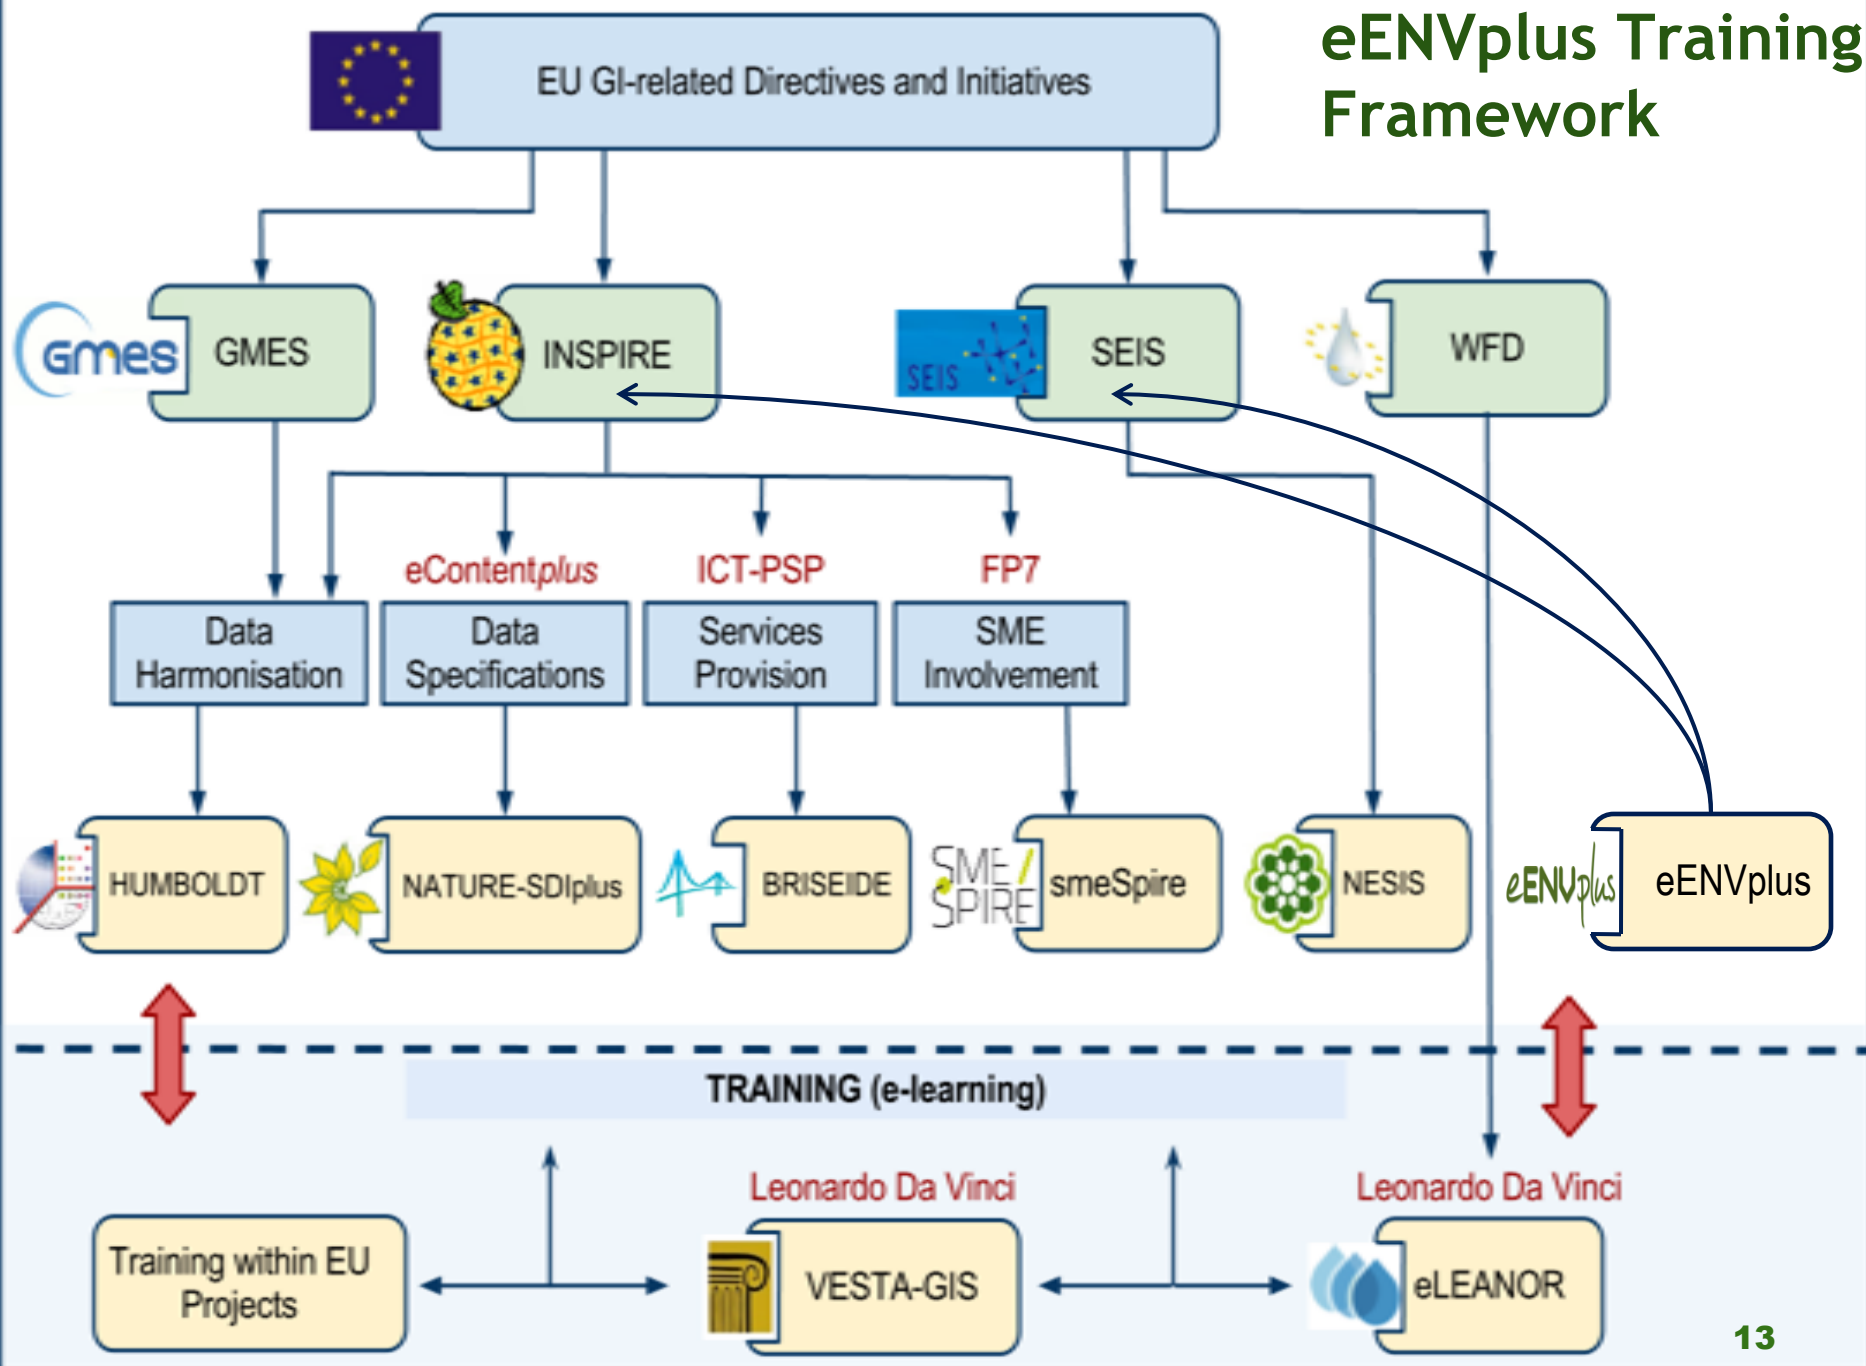 eENVplus Training
Framework
EU GI-related Directives and Initiatives
Gmes
GMES
INSPIRE
SEIS
SEIS
WFD
eContentplus
ICT-PSP
FP7
Data
Harmonisation
Data
Specifications
Services
Provision
SME
Involvement
HUMBOLDT
NATURE-SDIplus
BRISEIDE
SME/
SPIRE
smeSpire
NESIS
eENVplus
eENVplus
TRAINING (e-learning)
Leonardo Da Vinci
Leonardo Da Vinci
Training within EU
Projects
VESTA-GIS
eLEANOR
13